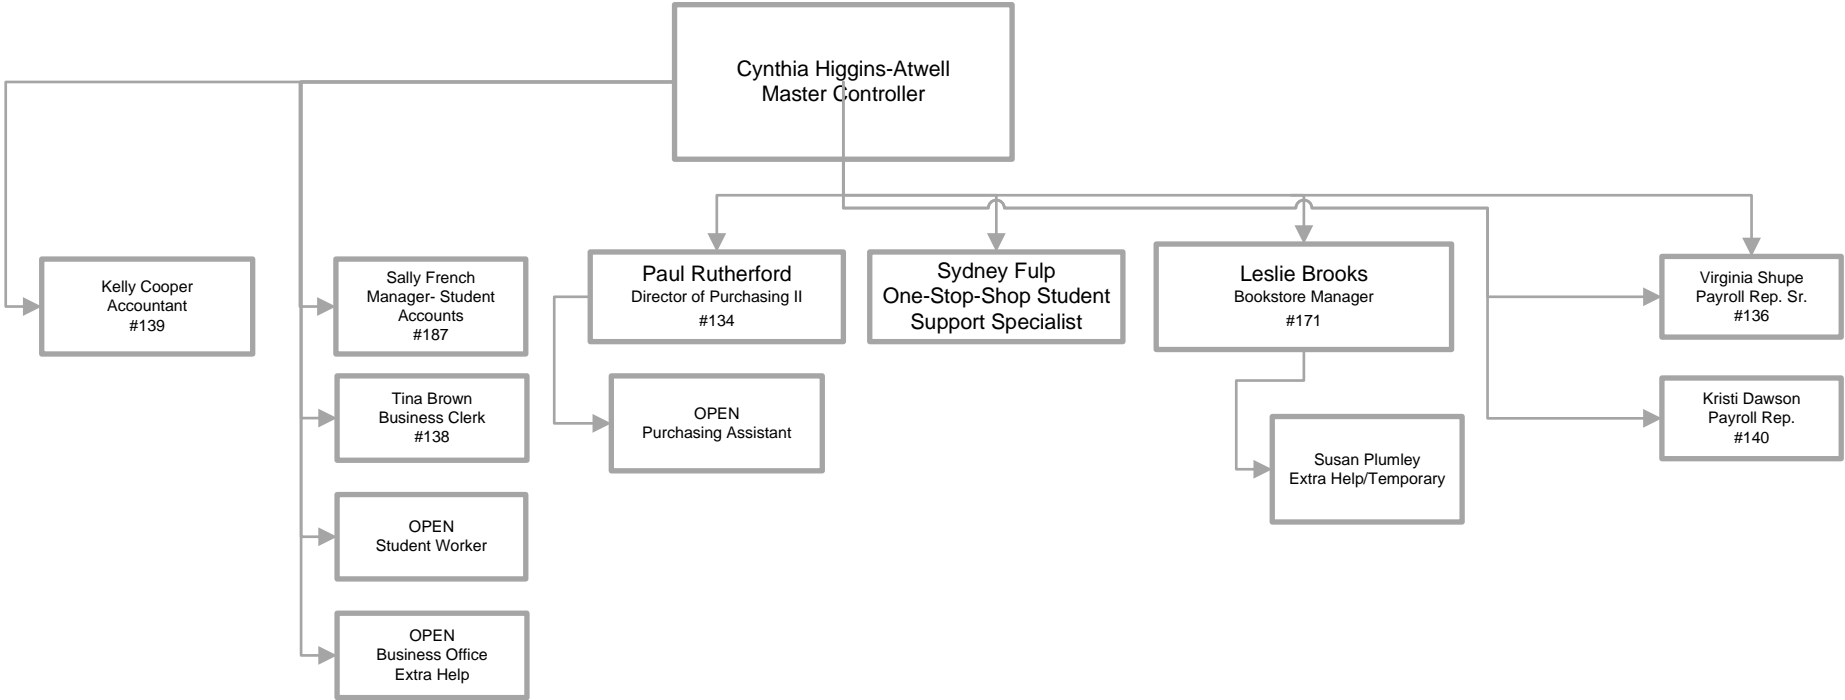 Cynthia Higgins-Atwell
Master Controller
Kelly Cooper
Accountant
#139
Sally French
Manager- Student
Accounts
#187
Paul Rutherford
Director of Purchasing II
#134
Sydney Fulp
One-Stop-Shop Student
Support Specialist
Leslie Brooks
Bookstore Manager
#171
Virginia Shupe
Payroll Rep. Sr.
#136
Tina Brown
Business Clerk
#138
OPEN
Purchasing Assistant
Susan Plumley
Extra Help/Temporary
Kristi Dawson
Payroll Rep.
#140
OPEN
Student Worker
OPEN
Business Office
Extra Help